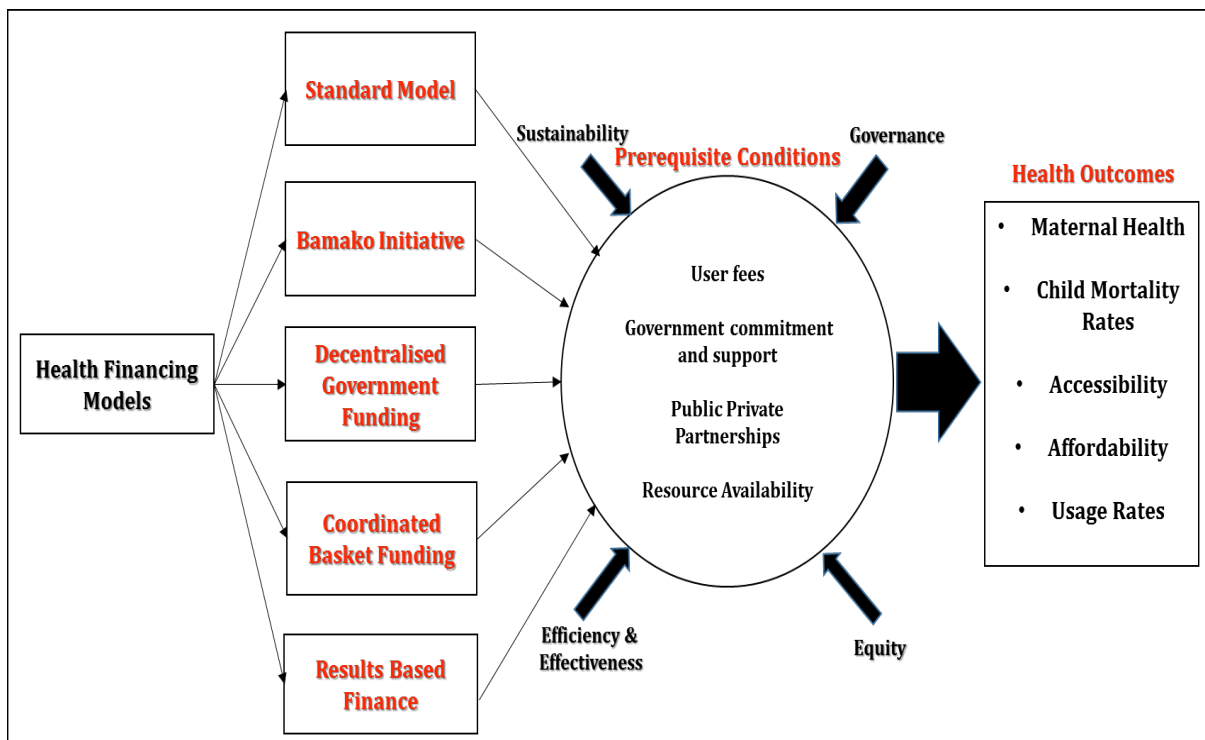 Health Financing
Models
Standard Model
Bamako Initiative
Decentralised
Government
Funding
Coordinated
Basket Funding
Results Based
Finance
Sustainability
Governance
Prerequisite Conditions
User fees
Government commitment
and support
Public Private
Partnerships
Resource Availability
Efficiency &
Effectiveness
Equity
Health Outcomes
• Maternal Health
• Child Mortality
Rates
• Accessibility
• Affordability
• Usage Rates